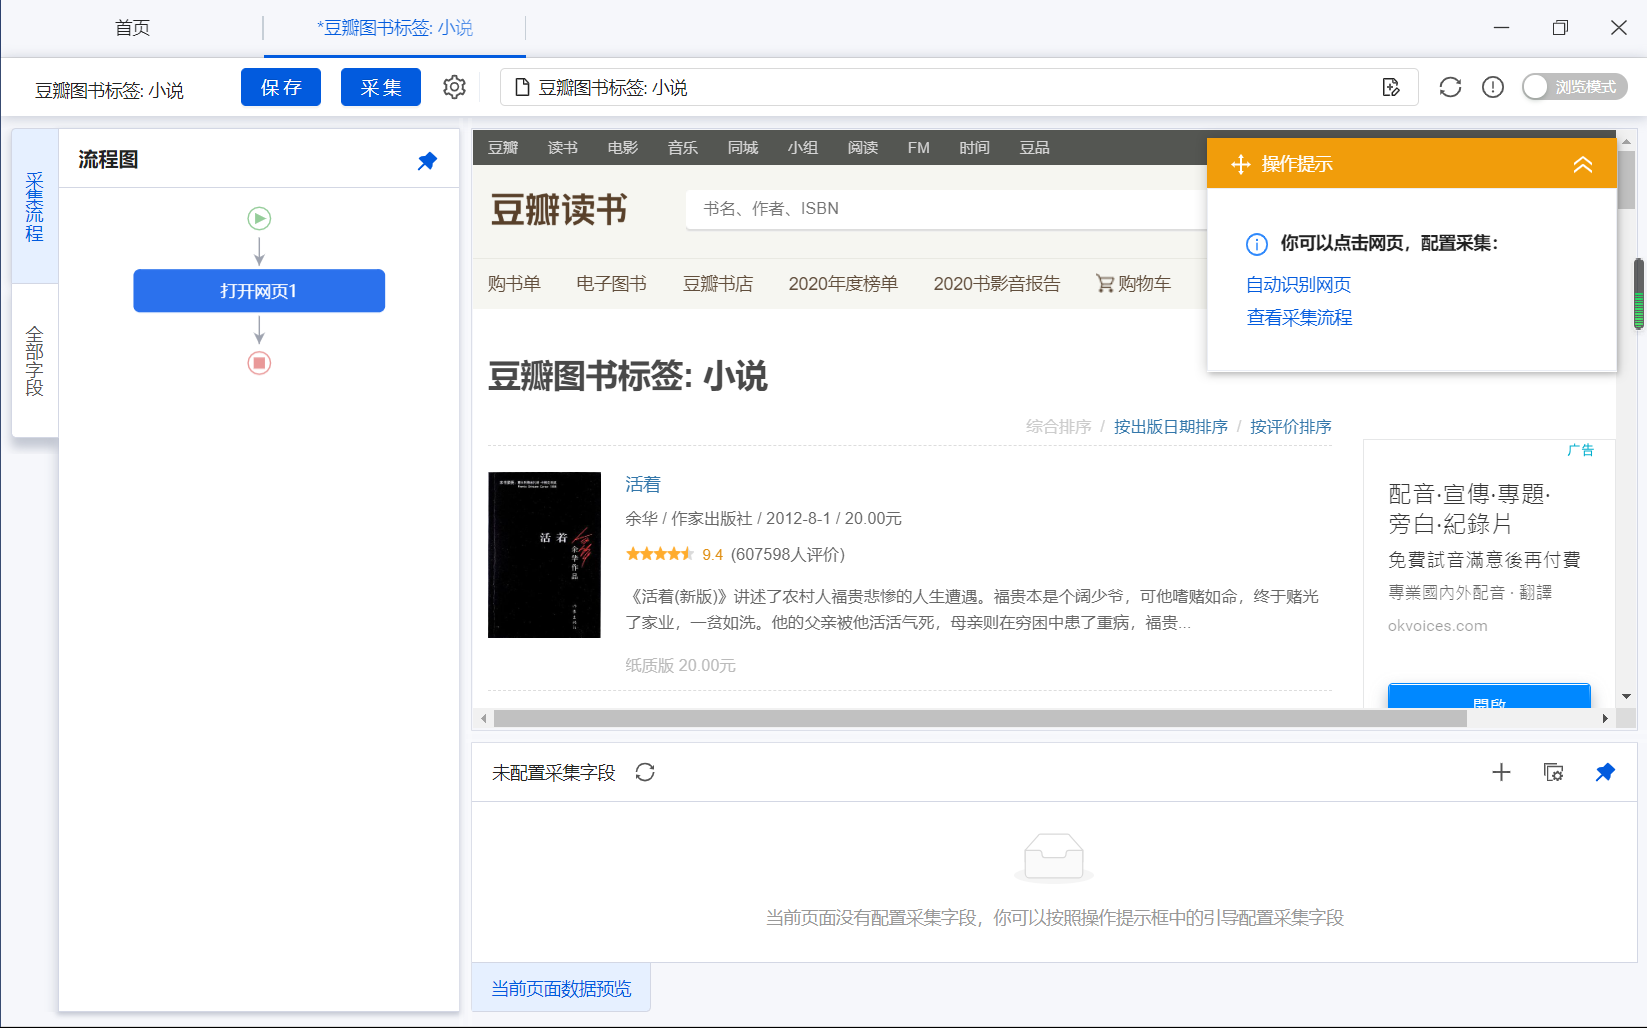 首页
*豆瓣图书标签: 小说
豆瓣图书标签: 小说
保存
采集
豆瓣图书标签: 小说
浏览模式
采集流程
全部字段
流程图
打开网页1
豆瓣 读书 电影 音乐 同城 小组 阅读 FM 时间 豆品
豆瓣读书
书名、作者、ISBN
购书单 电子图书 豆瓣书店 2020年度榜单 2020书影音报告 购物车
操作提示
你可以点击网页，配置采集：
自动识别网页
查看采集流程
豆瓣图书标签: 小说
综合排序 / 按出版日期排序 / 按评价排序
活着
余华作品
活着
余华 / 作家出版社 / 2012-8-1 / 20.00元
9.4 (607598人评价)
《活着(新版)》讲述了农村人福贵悲惨的人生遭遇。福贵本是个阔少爷，可他嗜赌如命，终于赌光
了家业，一贫如洗。他的父亲被他活活气死，母亲则在穷困中患了重病，福贵...
纸质版 20.00元
广告
配音·宣傳·專題·
旁白·紀錄片
免費試音滿意後再付費
專業國內外配音 · 翻譯
okvoices.com
開啟
未配置采集字段
当前页面没有配置采集字段，你可以按照操作提示框中的引导配置采集字段
当前页面数据预览